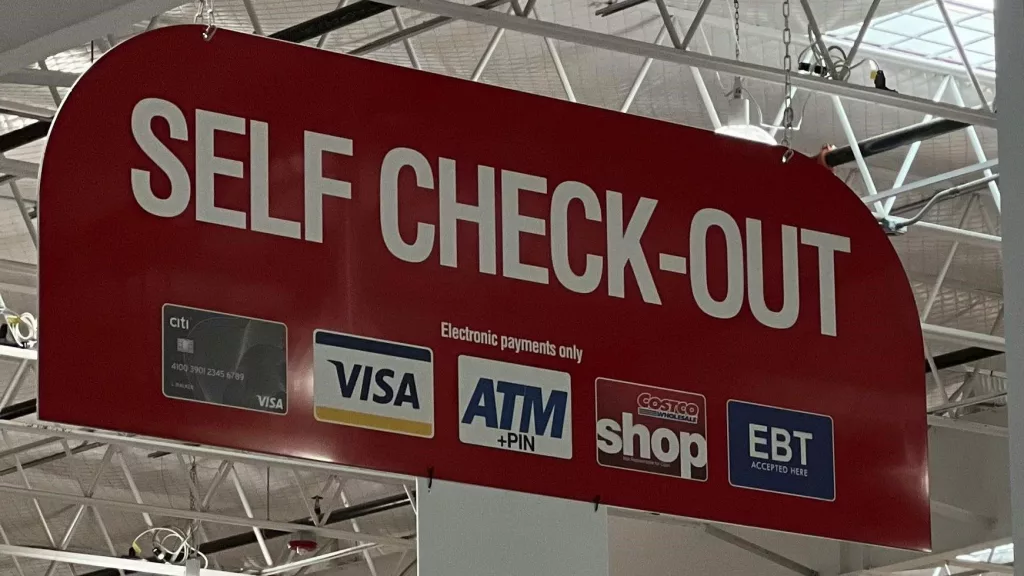 SELF CHECK-OUT
Electronic payments only
citi
4100 3901 2345 6789
VISA
VISA
ATM
+PIN
COSTCO
WHOLESALE
shop
EBT
ACCEPTED HERE